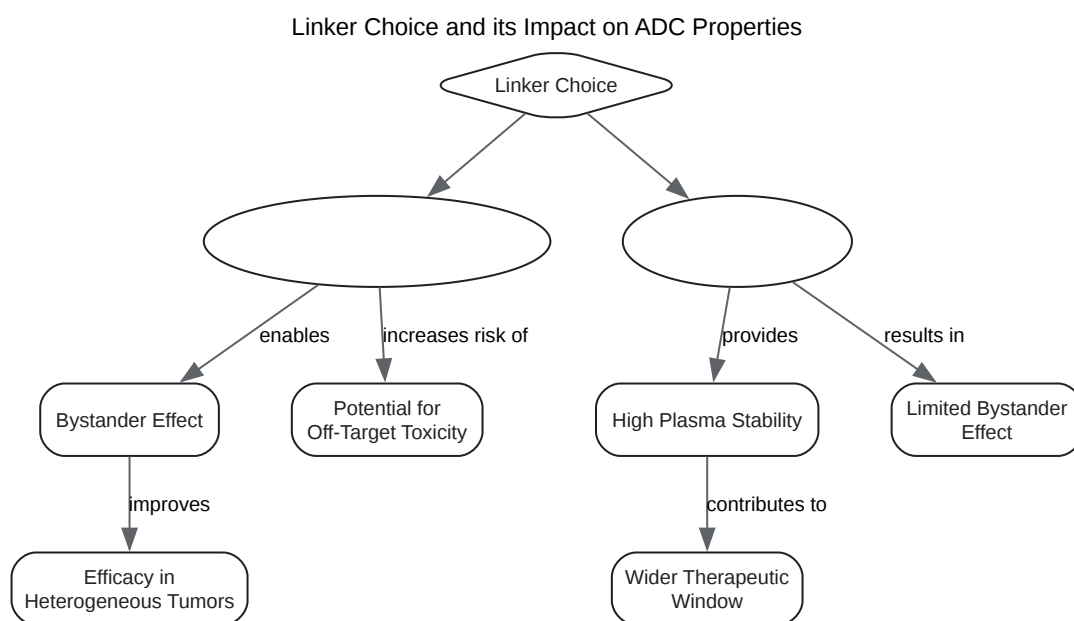 Linker Choice and its Impact on ADC Properties
Linker Choice
enables
increases risk of
provides
results in
Bystander Effect
Potential for
Off-Target Toxicity
High Plasma Stability
Limited Bystander
Effect
improves
contributes to
Efficacy in
Heterogeneous Tumors
Wider Therapeutic
Window